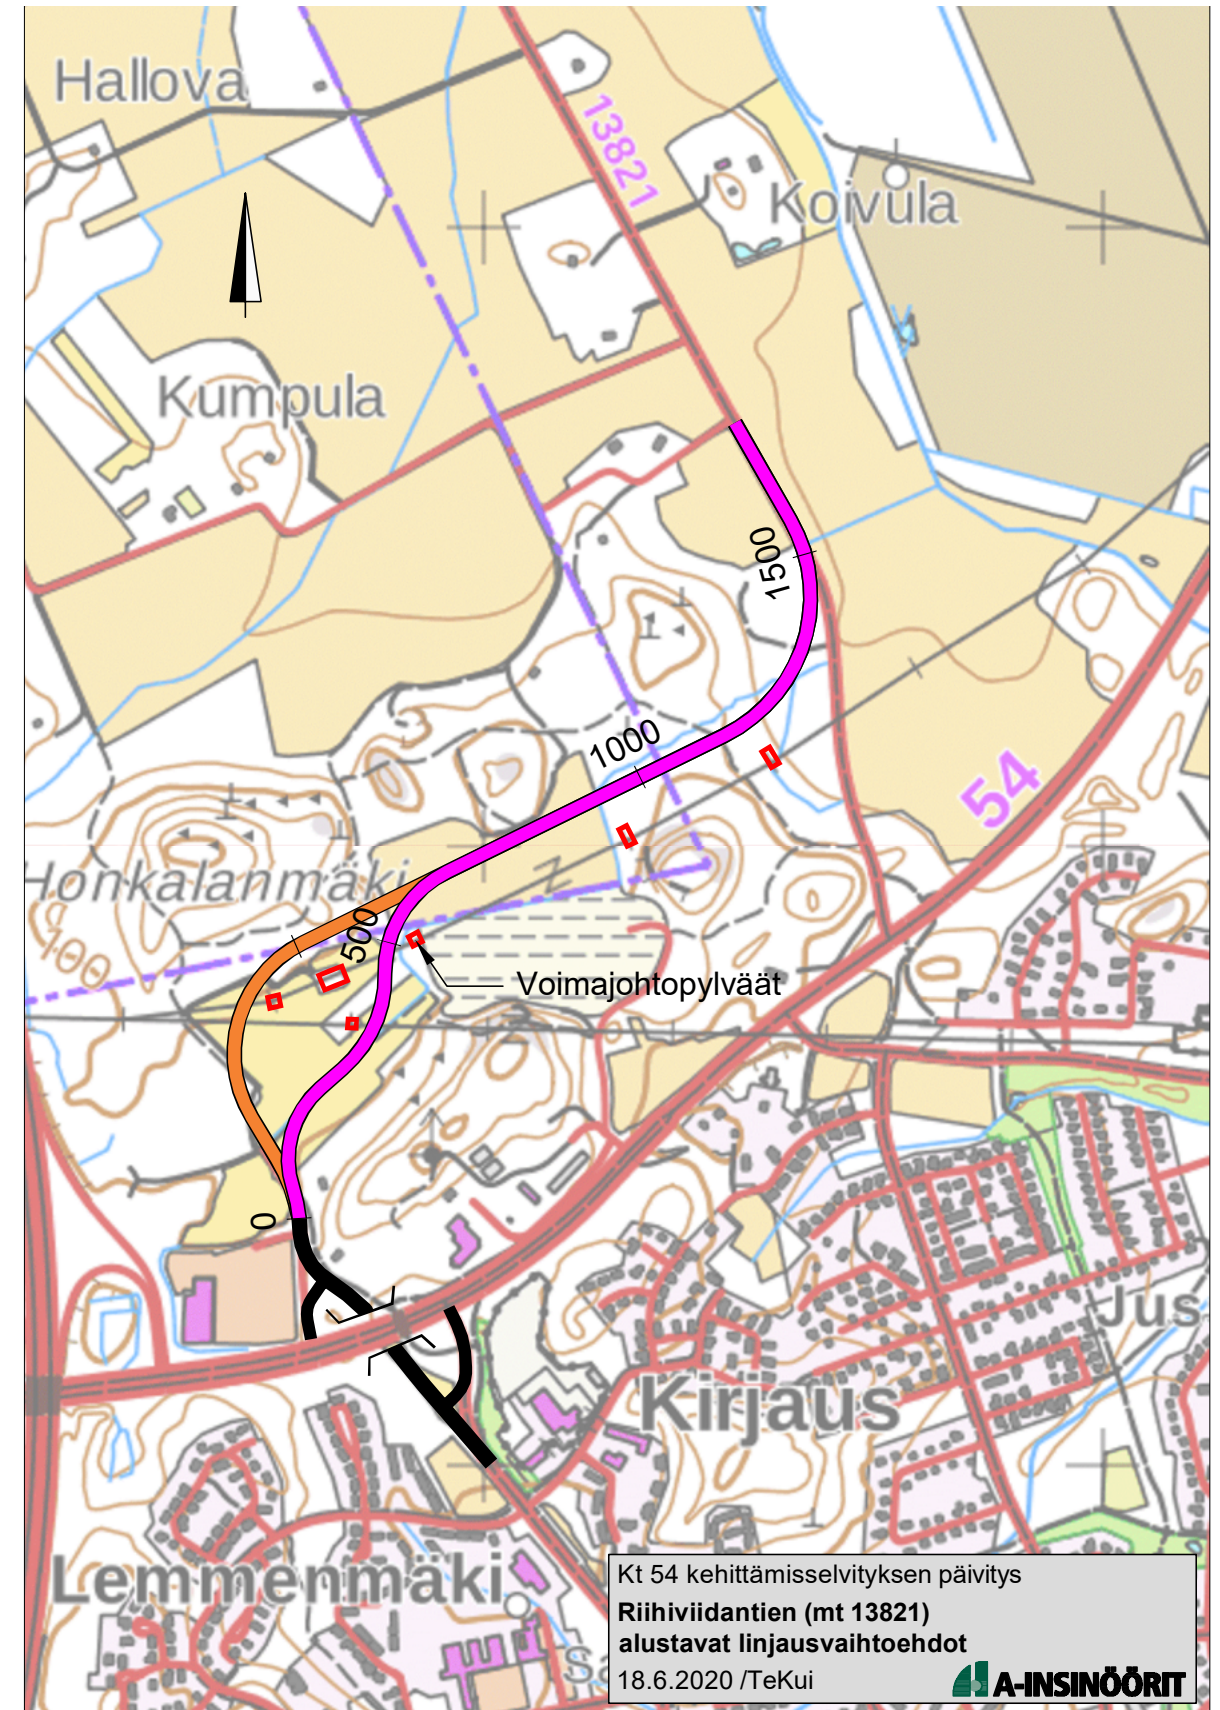 Hallova
13821
Koivula
Kumpula
1500
1000
54
Honkalanmäki
500
100
Voimajohtopylväät
0
Jus
Kirjaus
Lemmenmäki
Sa
Kt 54 kehittämisselvityksen päivitys
Riihiviidantien (mt 13821)
alustavat linjausvaihtoehdot
18.6.2020 /TeKui
A-INSINÖÖRIT